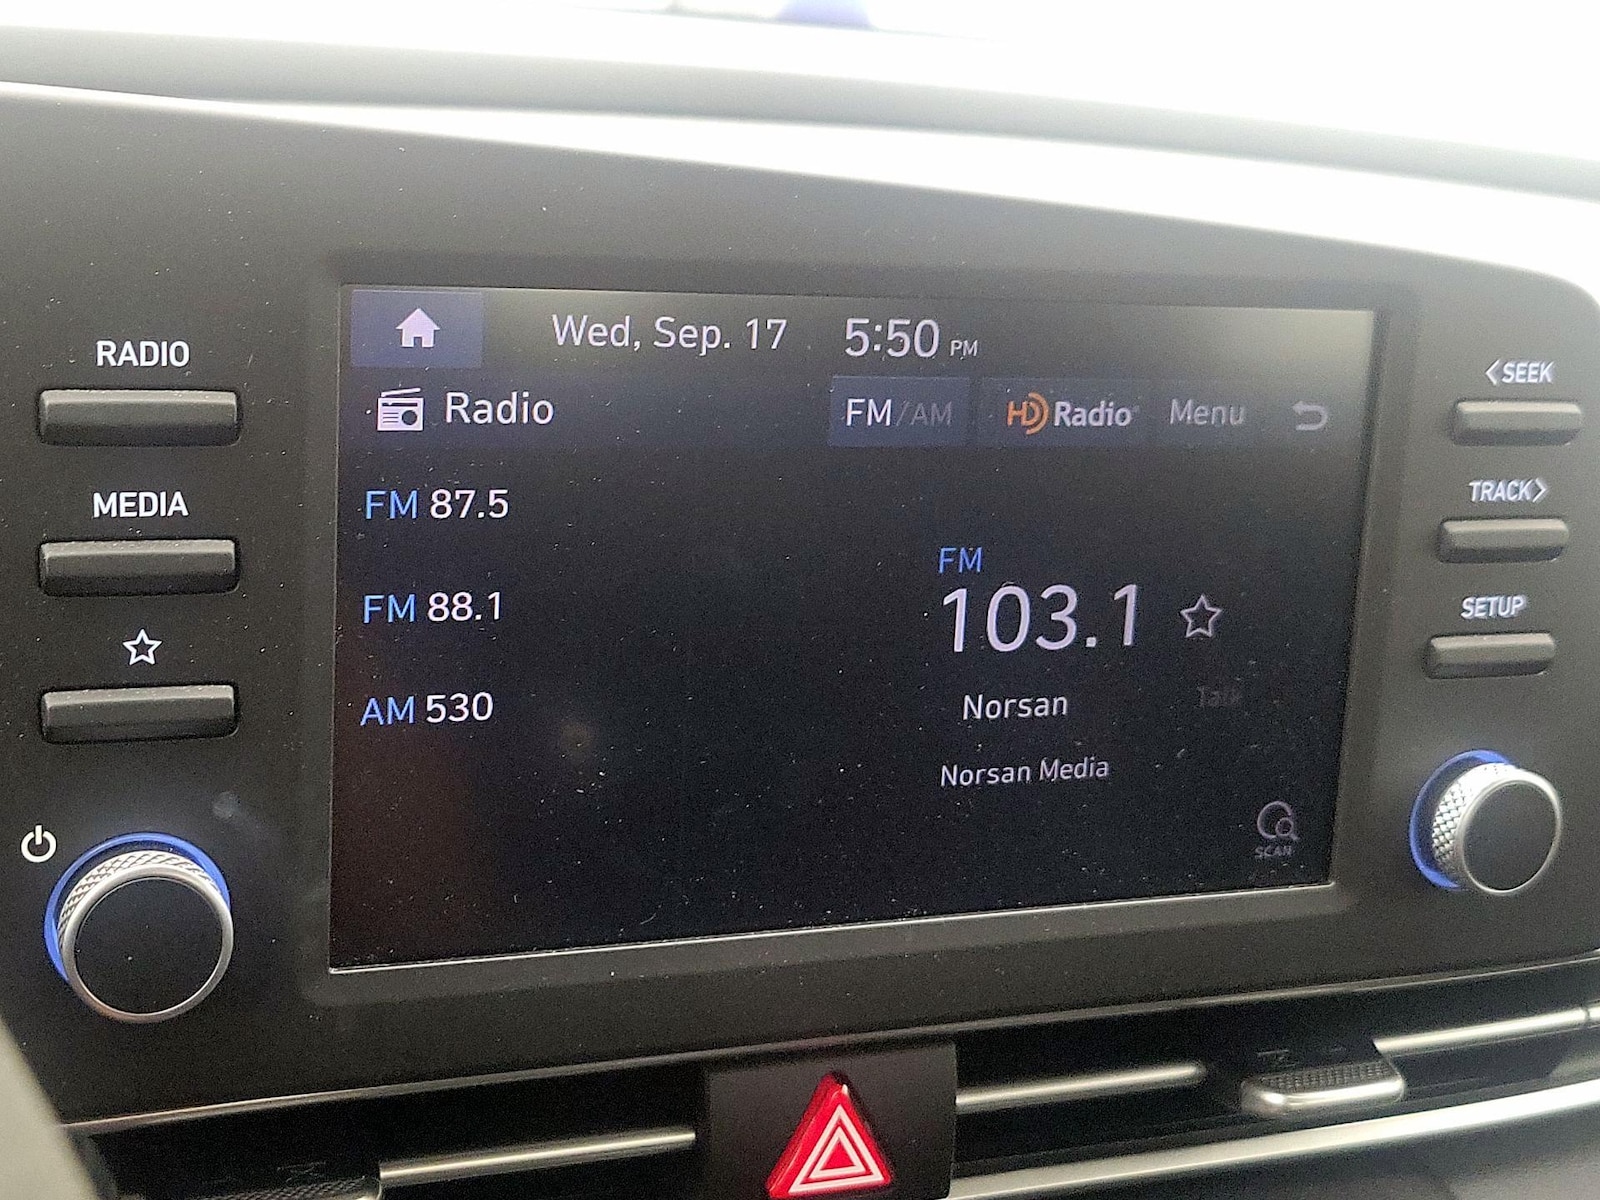 RADIO
MEDIA
Wed, Sep. 17 5:50 PM
Radio
FM/AM HD Radio Menu
FM 87.5
FM 88.1
AM 530
FM
103.1
Norsan
Talk
Norsan Media
SCAN
<SEEK
TRACK>
SETUP